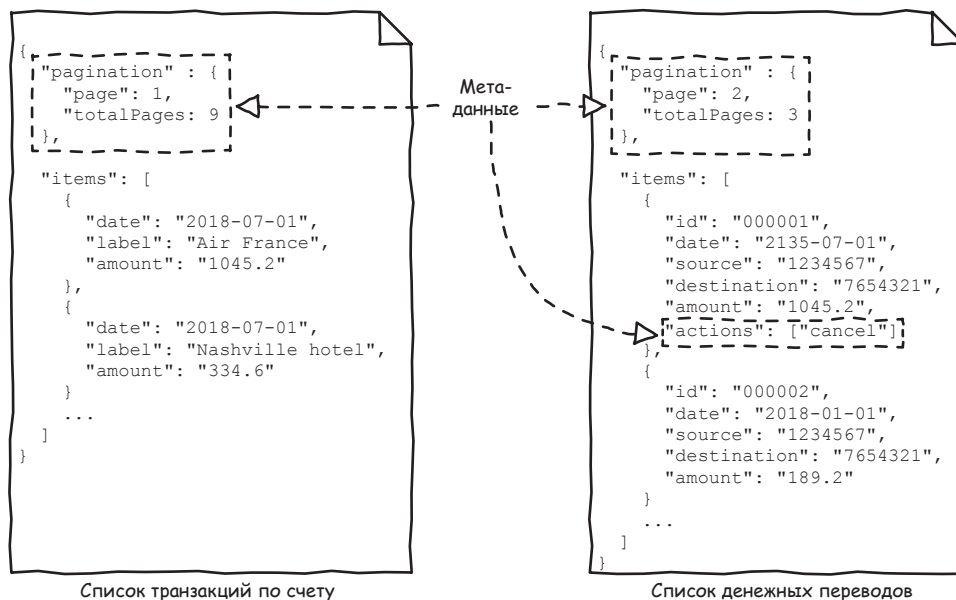 {
"pagination" : {
"page": 1,
"totalPages: 9
},
"items": [
{
"date": "2018-07-01",
"label": "Air France",
"amount": "1045.2"
},
{
"date": "2018-07-01",
"label": "Nashville hotel",
"amount": "334.6"
}
...
]
}
Список транзакций по счету
Мета-
данные
{
"pagination" : {
"page": 2,
"totalPages: 3
},
"items": [
{
"id": "000001",
"date": "2135-07-01",
"source": "1234567",
"destination": "7654321",
"amount": "1045.2",
"actions": ["cancel"]
},
{
"id": "000002",
"date": "2018-01-01",
"source": "1234567",
"destination": "7654321",
"amount": "189.2"
}
...
]
}
Список денежных переводов